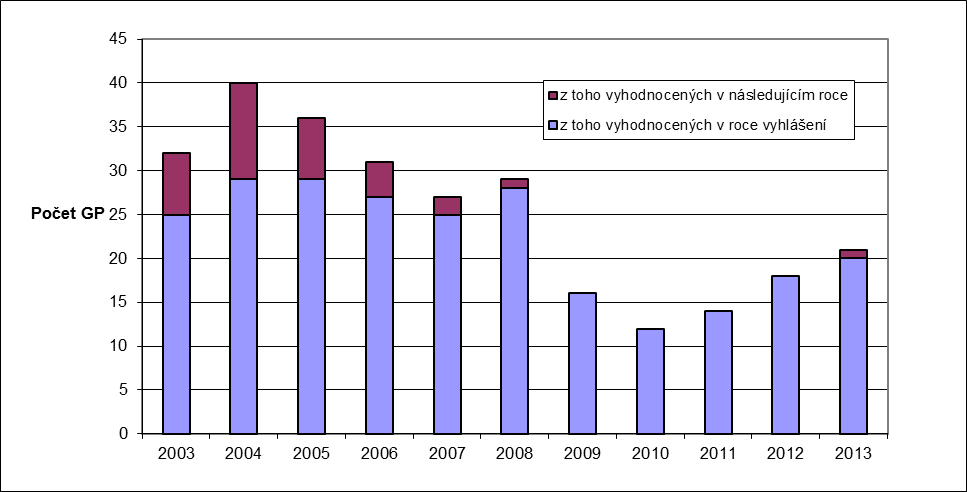 45
40
35
30
25
20
15
10
5
0
Počet GP
z toho vyhodnocených v následujícím roce
z toho vyhodnocených v roce vyhlášení
2003 2004 2005 2006 2007 2008 2009 2010 2011 2012 2013